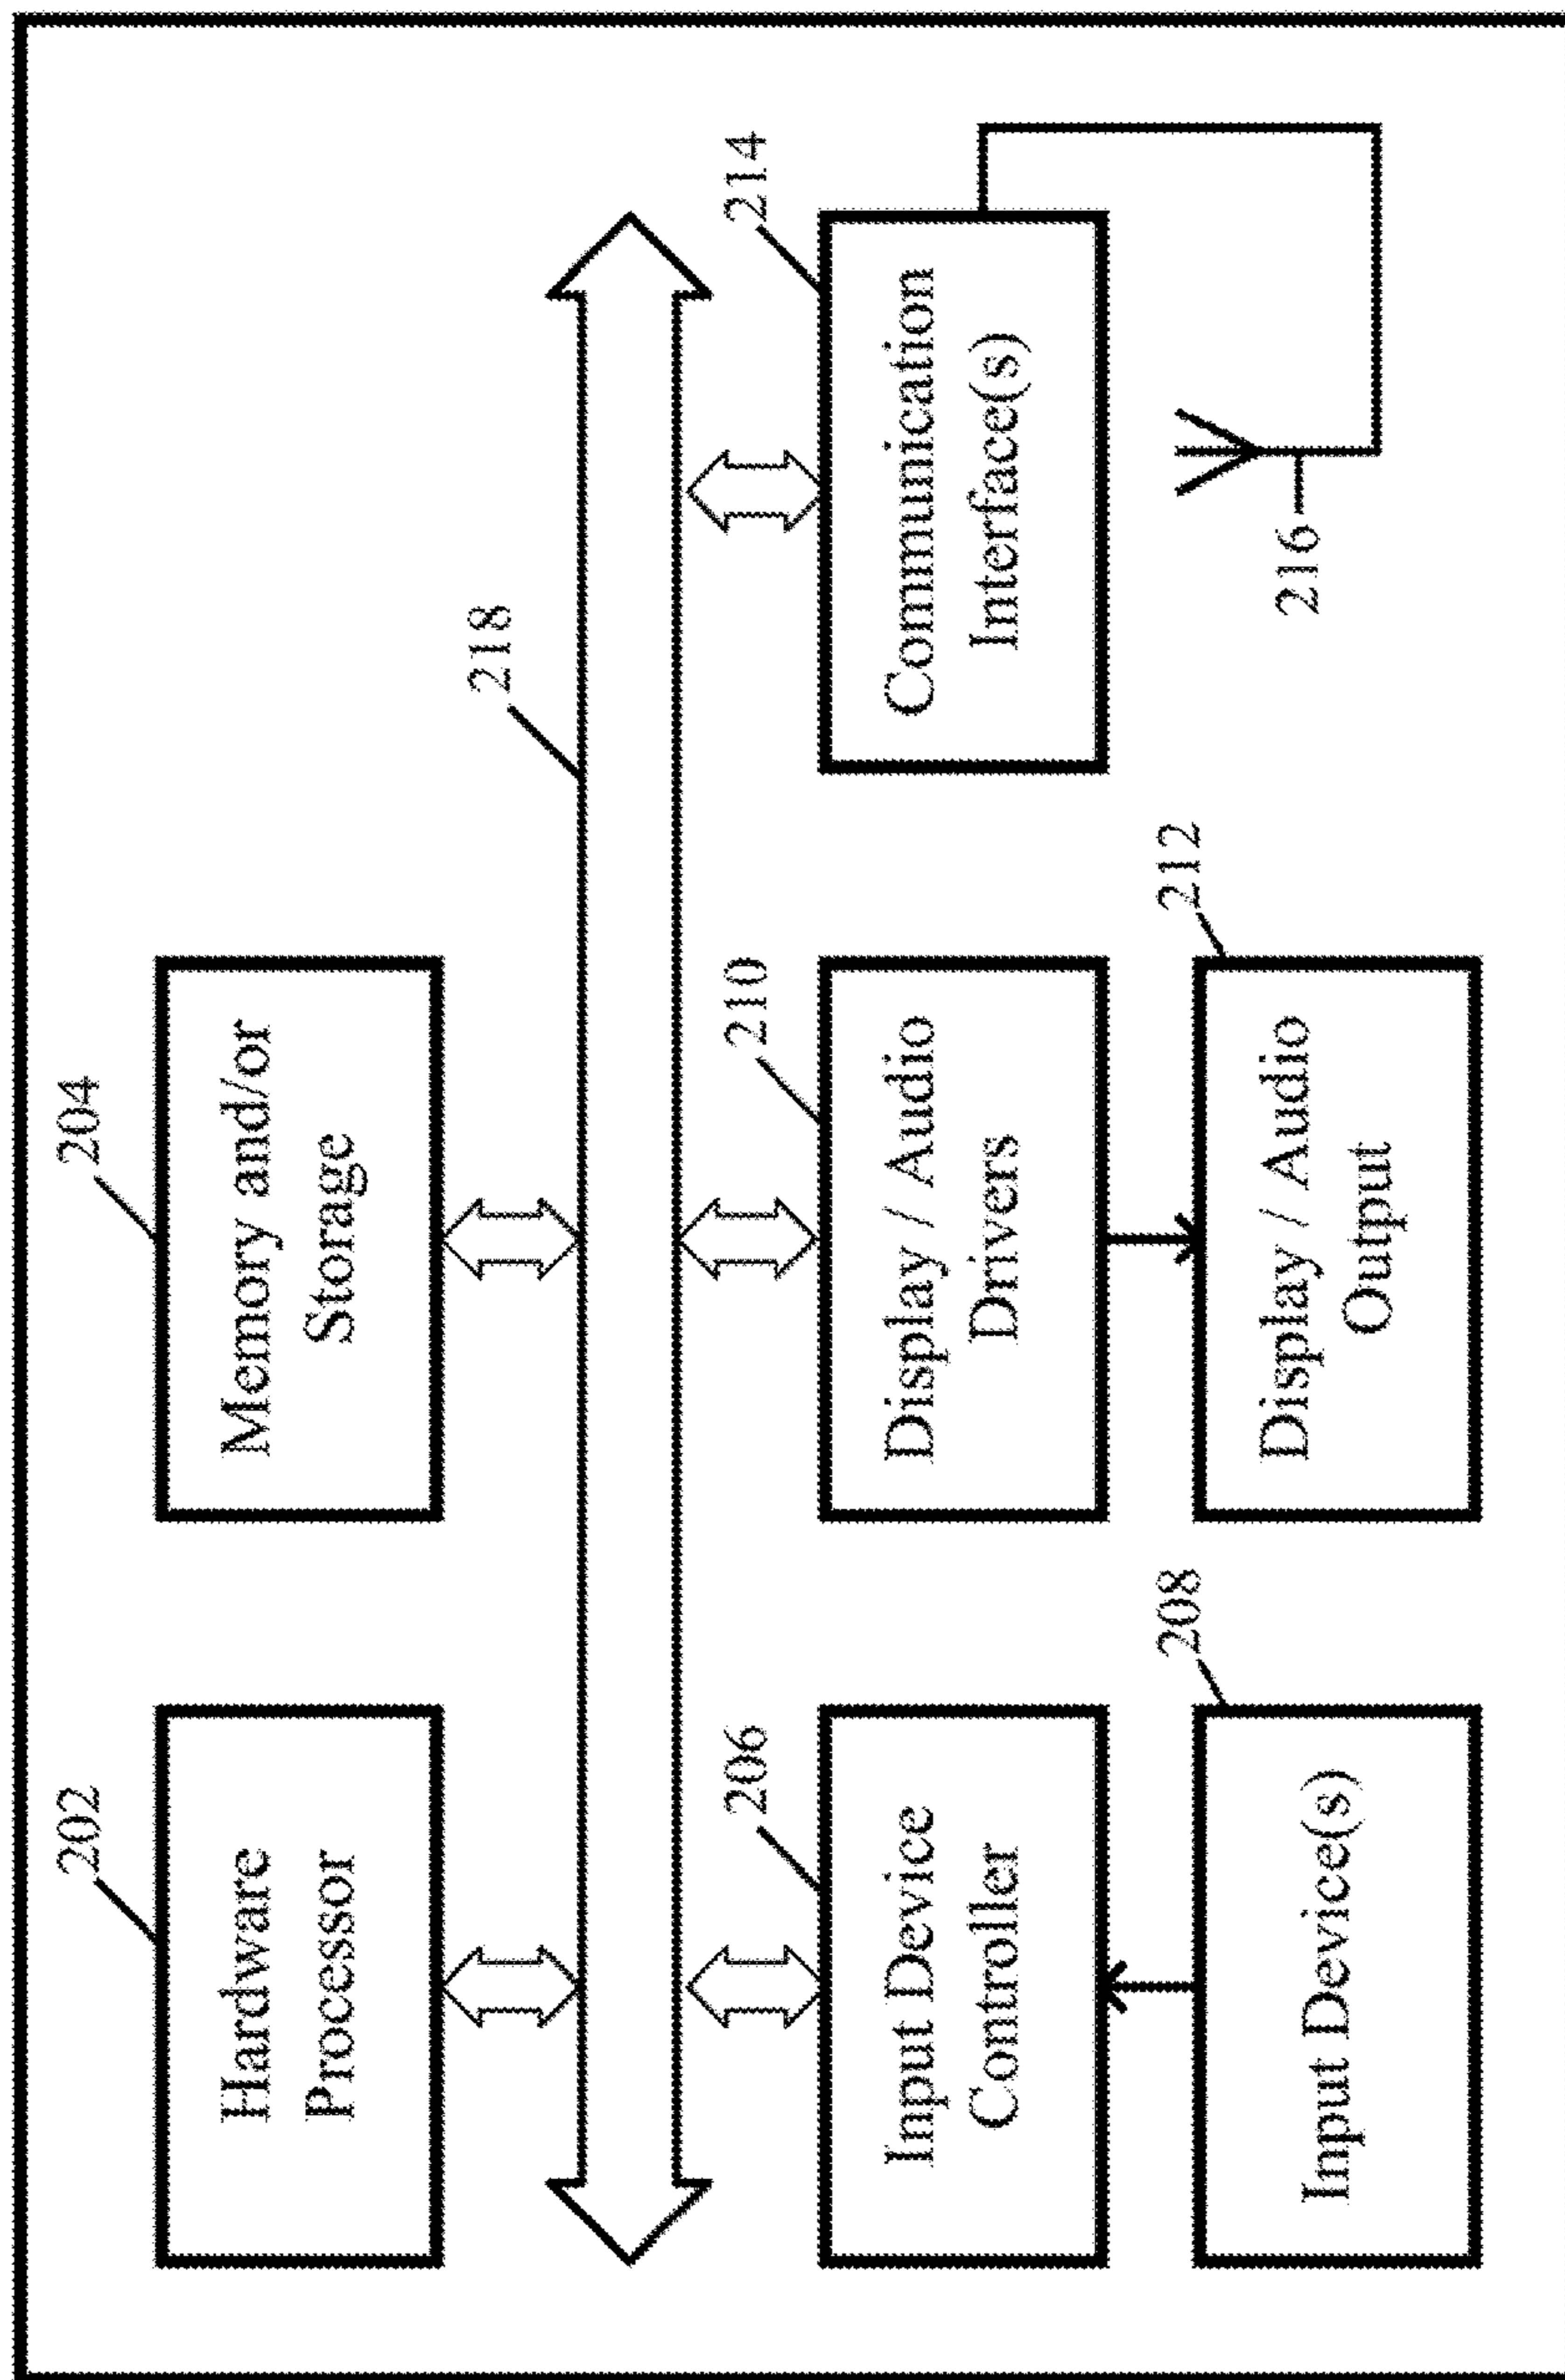 202
Hardware
Processor
204
Memory and/or
Storage
218
206
Input Device
Controller
210
Display / Audio
Drivers
214
Communication
Interface(s)
208
Input Device(s)
212
Display / Audio
Output
216